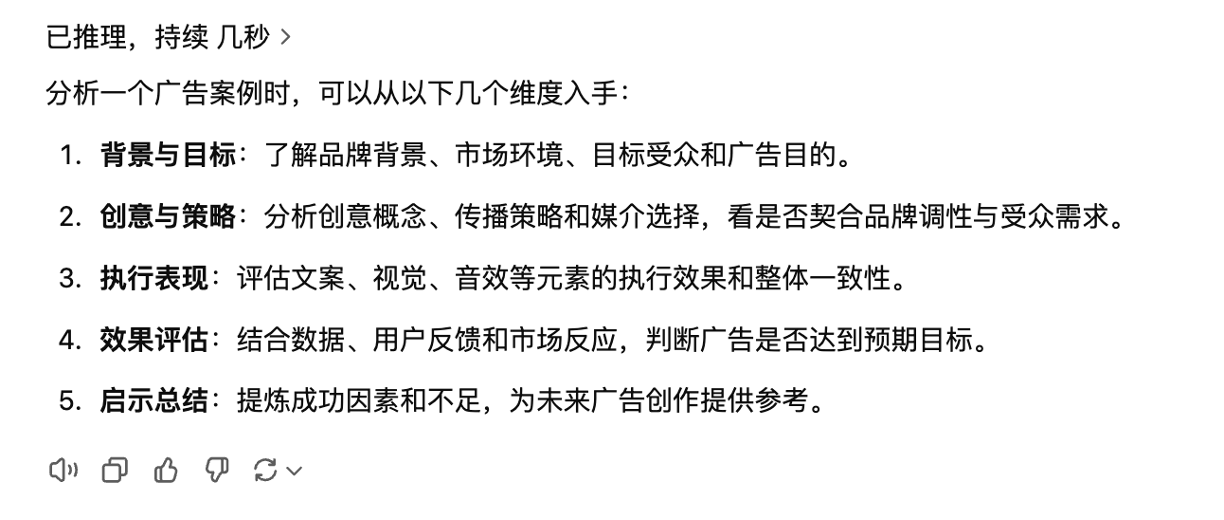 已推理，持续 几秒 >
分析一个广告案例时，可以从以下几个维度入手：
1. 背景与目标：了解品牌背景、市场环境、目标受众和广告目的。
2. 创意与策略：分析创意概念、传播策略和媒介选择，看是否契合品牌调性与受众需求。
3. 执行表现：评估文案、视觉、音效等元素的执行效果和整体一致性。
4. 效果评估：结合数据、用户反馈和市场反应，判断广告是否达到预期目标。
5. 启示总结：提炼成功因素和不足，为未来广告创作提供参考。